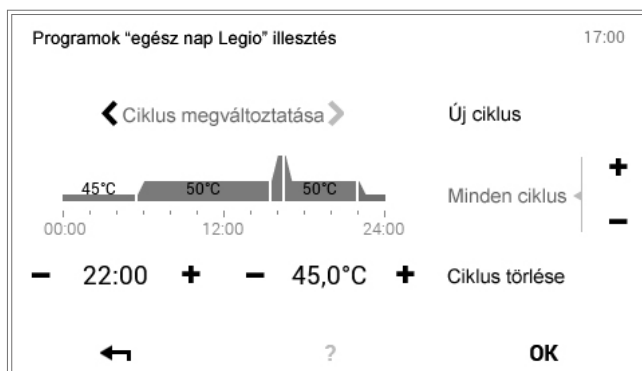 Programok “egész nap Legio” illesztés 17:00
Ciklus megváltoztatása Új ciklus
45°C 50°C 50°C Minden ciklus
00:00 12:00 24:00
− 22:00 + − 45,0°C + Ciklus törlése
? OK